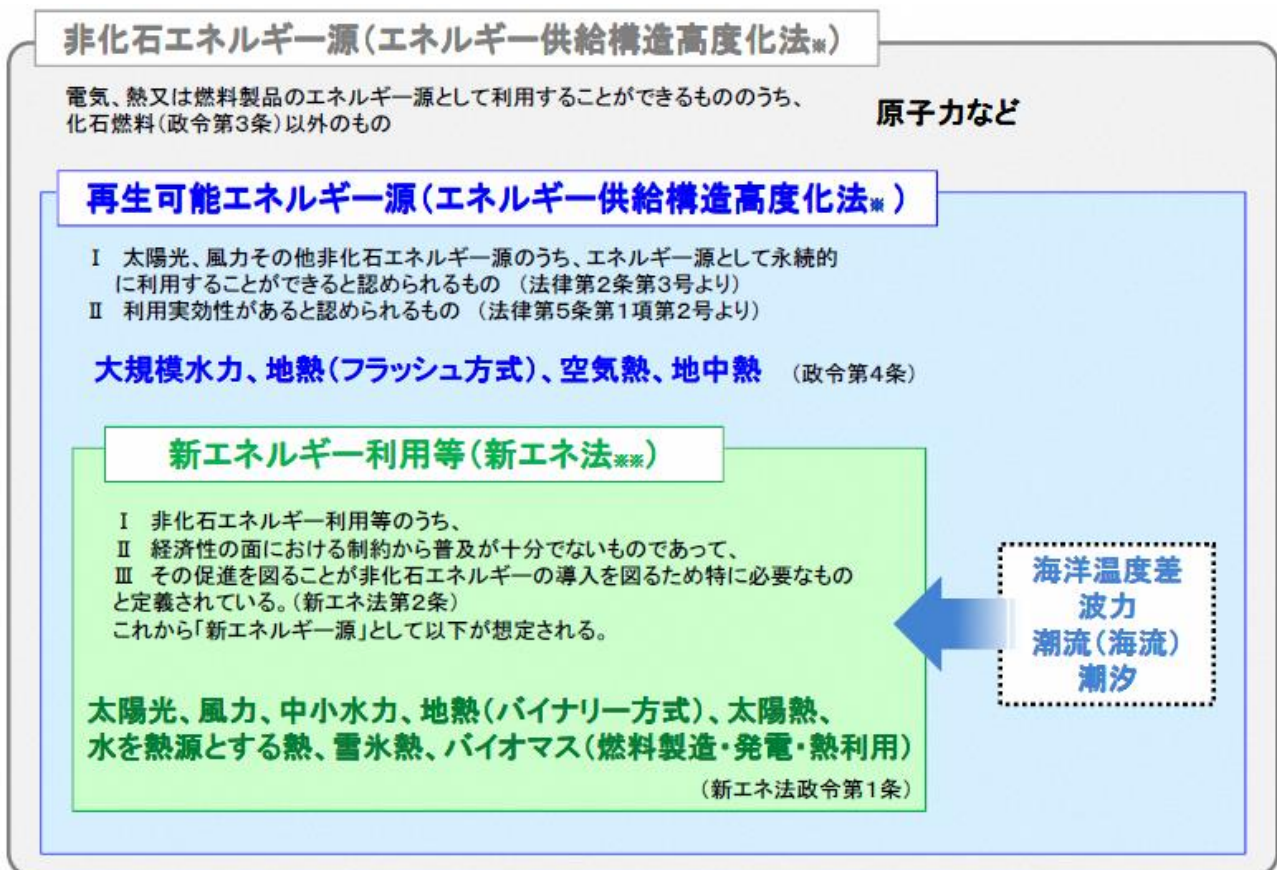 非化石エネルギー源(エネルギー供給構造高度化法※)
電気、熱又は燃料製品のエネルギー源として利用することができるもののうち、
化石燃料(政令第3条)以外のもの
原子力など
再生可能エネルギー源(エネルギー供給構造高度化法※ )
Ⅰ 太陽光、風力その他非化石エネルギー源のうち、エネルギー源として永続的
に利用することができると認められるもの (法律第2条第3号より)
Ⅱ 利用実効性があると認められるもの (法律第5条第1項第2号より)
大規模水力、地熱(フラッシュ方式)、空気熱、地中熱 (政令第4条)
新エネルギー利用等(新エネ法※※)
Ⅰ 非化石エネルギー利用等のうち、
Ⅱ 経済性の面における制約から普及が十分でないものであって、
Ⅲ その促進を図ることが非化石エネルギーの導入を図るため特に必要なもの
と定義されている。(新エネ法第2条)
これから「新エネルギー源」として以下が想定される。
太陽光、風力、中小水力、地熱(バイナリー方式)、太陽熱、
水を熱源とする熱、雪氷熱、バイオマス(燃料製造・発電・熱利用)
(新エネ法政令第1条)
海洋温度差
波力
潮流(海流)
潮汐